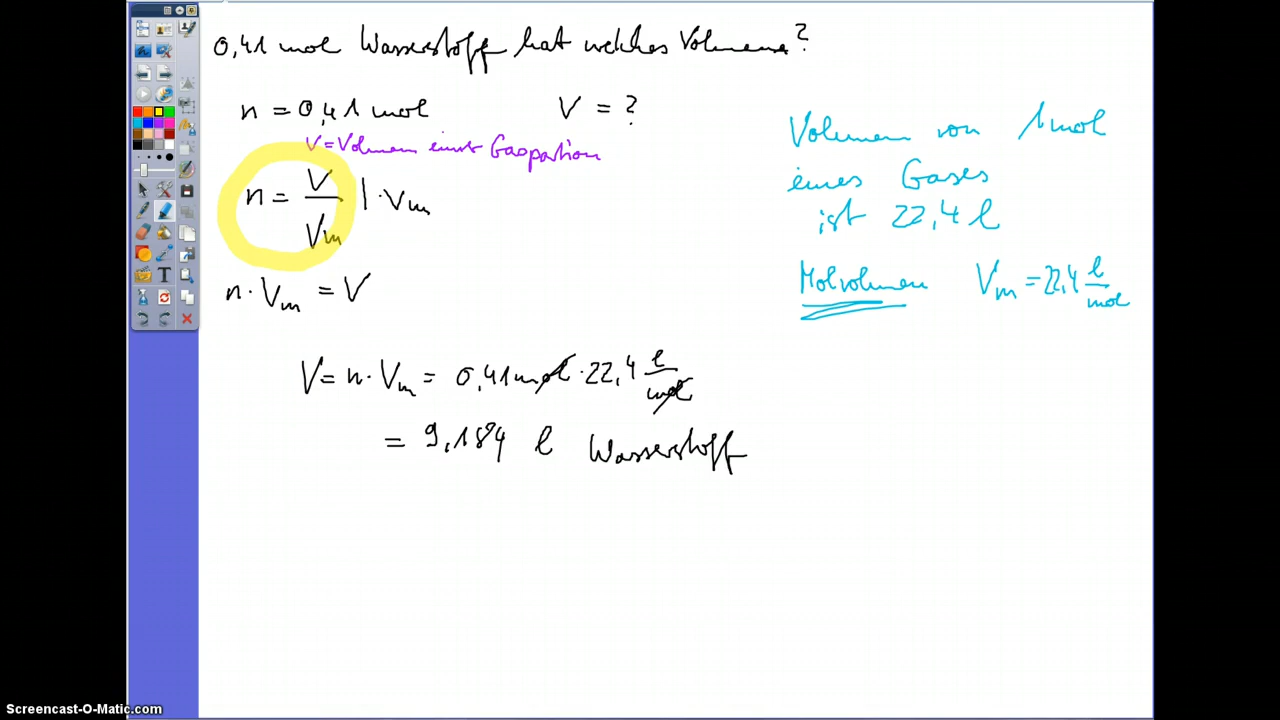 0,41 mol Wasserstoff hat welches Volumen?
n = 0,41 mol V = ?
V = Volumen einer Gasportion
n = V / Vm | · Vm
n · Vm = V
V = n · Vm = 0,41 mol · 22,4 l/mol
= 9,184 l Wasserstoff
Volumen von 1 mol
eines Gases
ist 22,4 l
Molvolumen Vm = 22,4 l/mol
T
Screencast-O-Matic.com